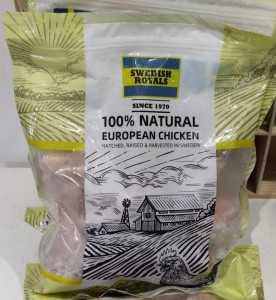 SWEDISH
ROYALS
SINCE 1970
100% NATURAL
EUROPEAN CHICKEN
HATCHED, RAISED & HARVESTED IN SWEDEN